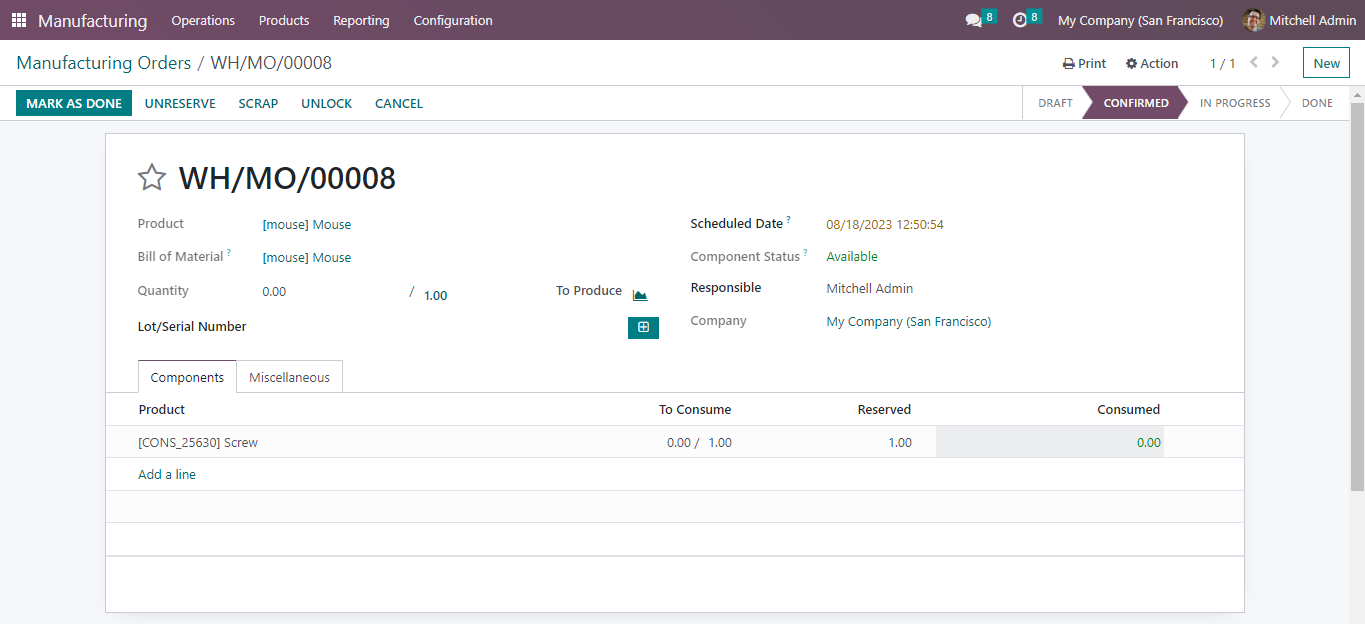 Manufacturing Operations Products Reporting Configuration 8 8 My Company (San Francisco) Mitchell Admin
Manufacturing Orders / WH/MO/00008 Print Action 1 / 1 New
MARK AS DONE UNRESERVE SCRAP UNLOCK CANCEL DRAFT CONFIRMED IN PROGRESS DONE
WH/MO/00008
Product [mouse] Mouse Scheduled Date ? 08/18/2023 12:50:54
Bill of Material ? [mouse] Mouse Component Status ? Available
Quantity 0.00 / 1.00 To Produce Responsible Mitchell Admin
Lot/Serial Number Company My Company (San Francisco)
Components Miscellaneous
Product To Consume Reserved Consumed
[CONS_25630] Screw 0.00 / 1.00 1.00 0.00
Add a line